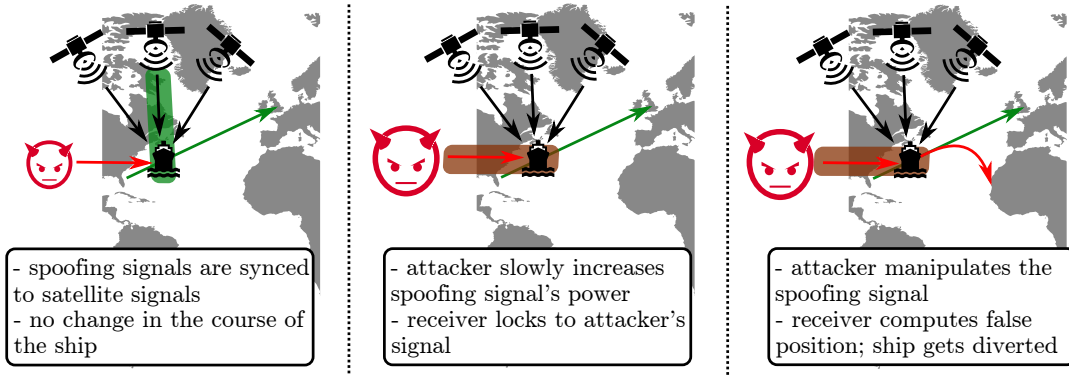 - spoofing signals are synced
to satellite signals
- no change in the course of
the ship
- attacker slowly increases
spoofing signal's power
- receiver locks to attacker's
signal
- attacker manipulates the
spoofing signal
- receiver computes false
position; ship gets diverted